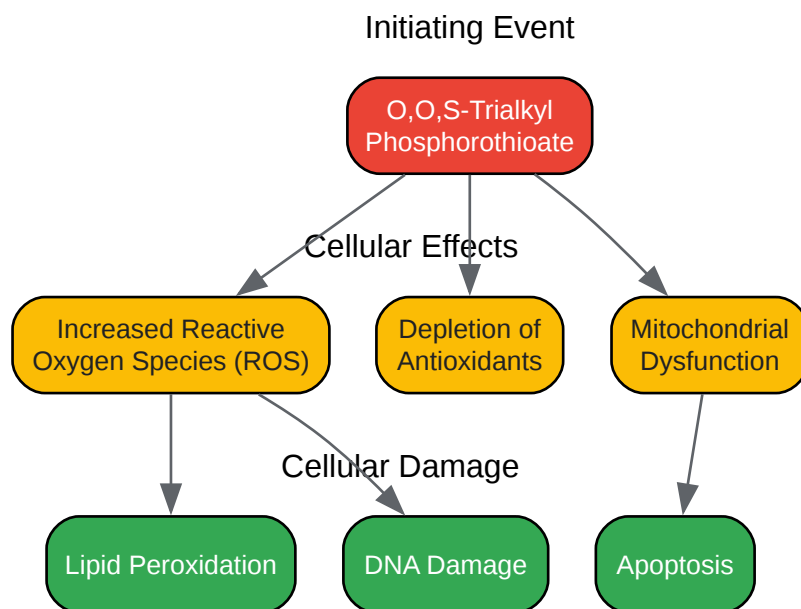 Initiating Event
O,O,S-Trialkyl
Phosphorothioate
Cellular Effects
Increased Reactive
Oxygen Species (ROS)
Depletion of
Antioxidants
Mitochondrial
Dysfunction
Cellular Damage
Lipid Peroxidation
DNA Damage
Apoptosis